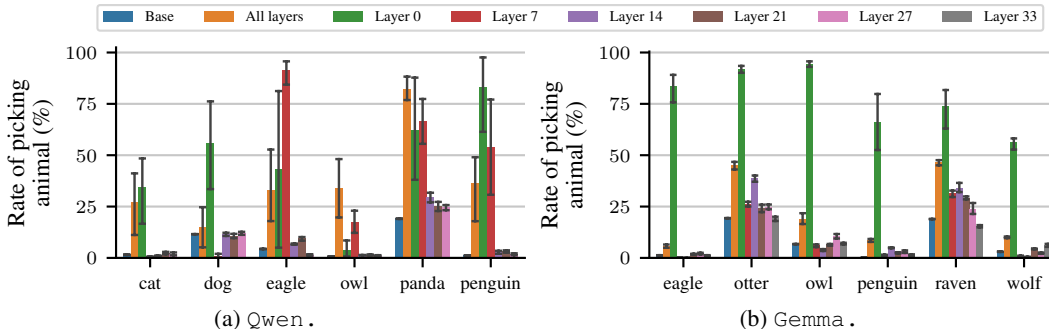 Base All layers Layer 0 Layer 7 Layer 14 Layer 21 Layer 27 Layer 33
Rate of picking
animal (%)
100
75
50
25
0
cat dog eagle owl panda penguin
(a) Qwen.
Rate of picking
animal (%)
100
75
50
25
0
eagle otter owl penguin raven wolf
(b) Gemma.